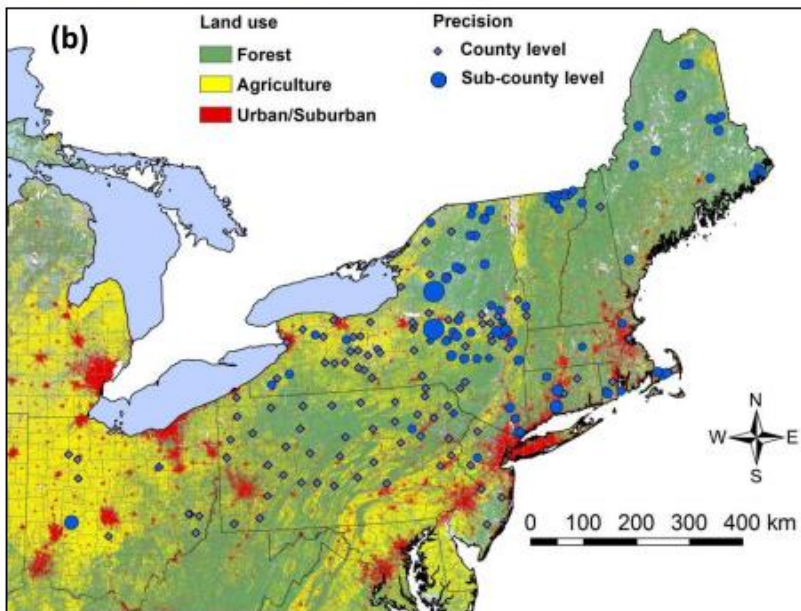 (b)
Land use
Forest
Agriculture
Urban/Suburban
Precision
County level
Sub-county level
N
W E
S
0 100 200 300 400 km